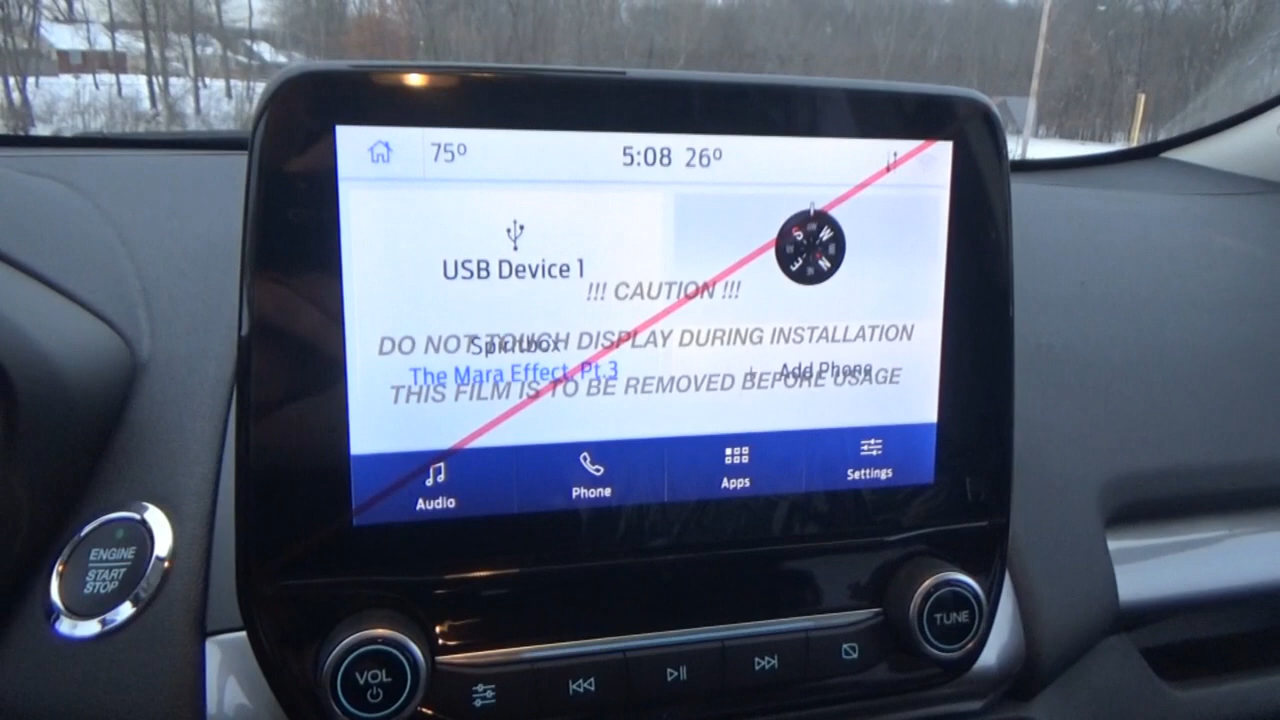 75° 5:08 26°
USB Device 1
S W
E N
!!! CAUTION !!!
DO NOT TOUCH DISPLAY DURING INSTALLATION
Spiritbox
The Mara Effect, Pt.3
+ Add Phone
THIS FILM IS TO BE REMOVED BEFORE USAGE
Audio
Phone
Apps
Settings
ENGINE
START
STOP
VOL
TUNE